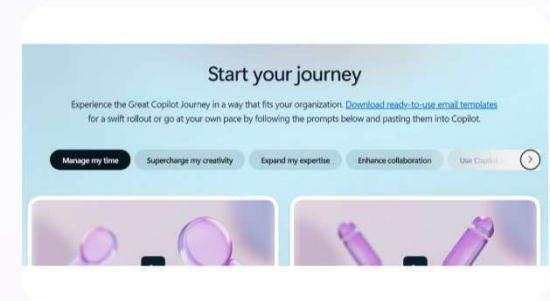 Start your journey
Experience the Great Copilot Journey in a way that fits your organization. Download ready-to-use email templates
for a swift rollout or go at your own pace by following the prompts below and pasting them into Copilot.
Manage my time Supercharge my creativity Expand my expertise Enhance collaboration Use Copilot